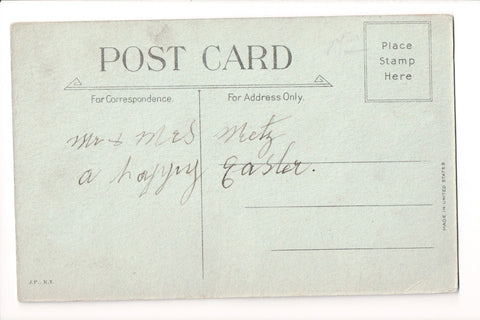 POST CARD
Place
Stamp
Here
For Correspondence.
For Address Only.
Mr & Mrs Metz
a happy Easter.
MADE IN UNITED STATES
J.P., N.Y.